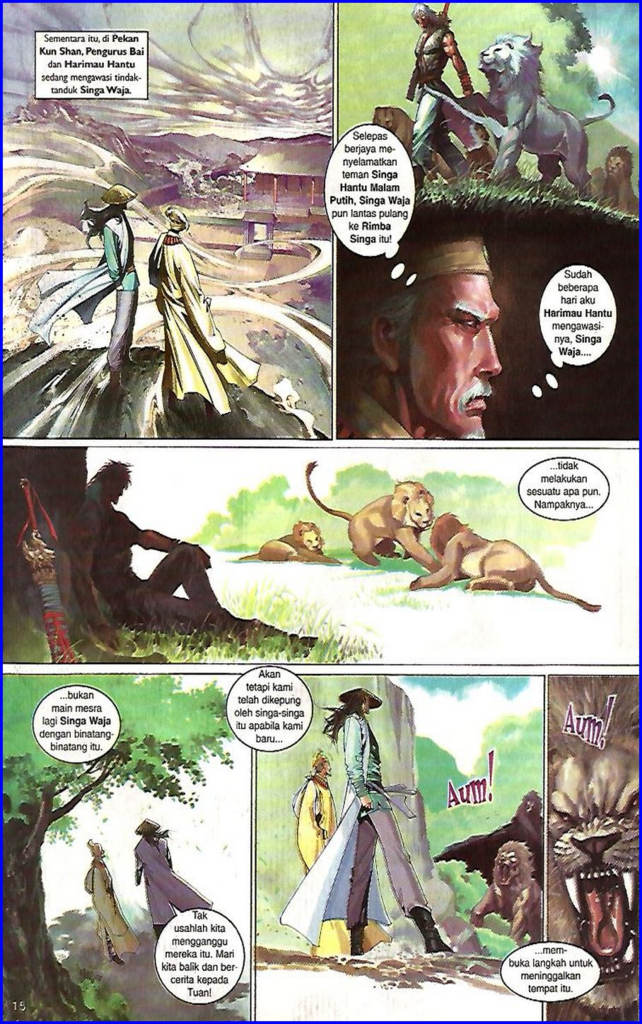 Sementara itu, di Pekan
Kun Shan, Pengurus Bai
dan Harimau Hantu
sedang mengawasi tindak-
tanduk Singa Waja.
Selepas
berjaya me-
nyelamatkan
teman Singa
Hantu Malam
Putih, Singa Waja
pun lantas pulang
ke Rimba
Singa itu!
Sudah
beberapa
hari aku
Harimau Hantu
mengawasi-
nya, Singa
Waja....
...tidak
melakukan
sesuatu apa pun.
Nampaknya...
...bukan
main mesra
lagi Singa Waja
dengan binatang-
binatang itu.
Tak
usahlah kita
mengganggu
mereka itu. Mari
kita balik dan ber-
cerita kepada
Tuan!
Akan
tetapi kami
telah dikepung
oleh singa-singa
itu apabila kami
baru...
Aum!
Aum!
...mem-
buka langkah untuk
meninggalkan
tempat itu.
15